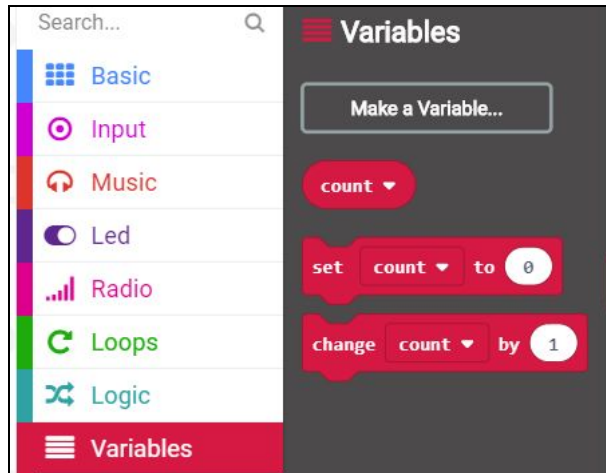 Search...
Basic
Input
Music
Led
Radio
Loops
Logic
Variables
Variables
Make a Variable...
count
set count to 0
change count by 1